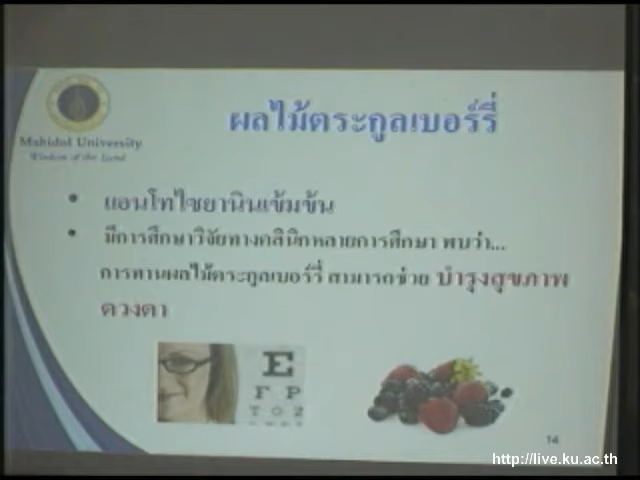 Mahidol University
Wisdom of the Land
ผลไม้ตระกูลเบอร์รี่
• แอนโทไซยานินเข้มข้น
• มีการศึกษาวิจัยทางคลินิกหลายการศึกษา พบว่า...
การทานผลไม้ตระกูลเบอร์รี่ สามารถช่วย บำรุงสุขภาพ
ดวงตา
E
F P
T O Z
14
http://live.ku.ac.th